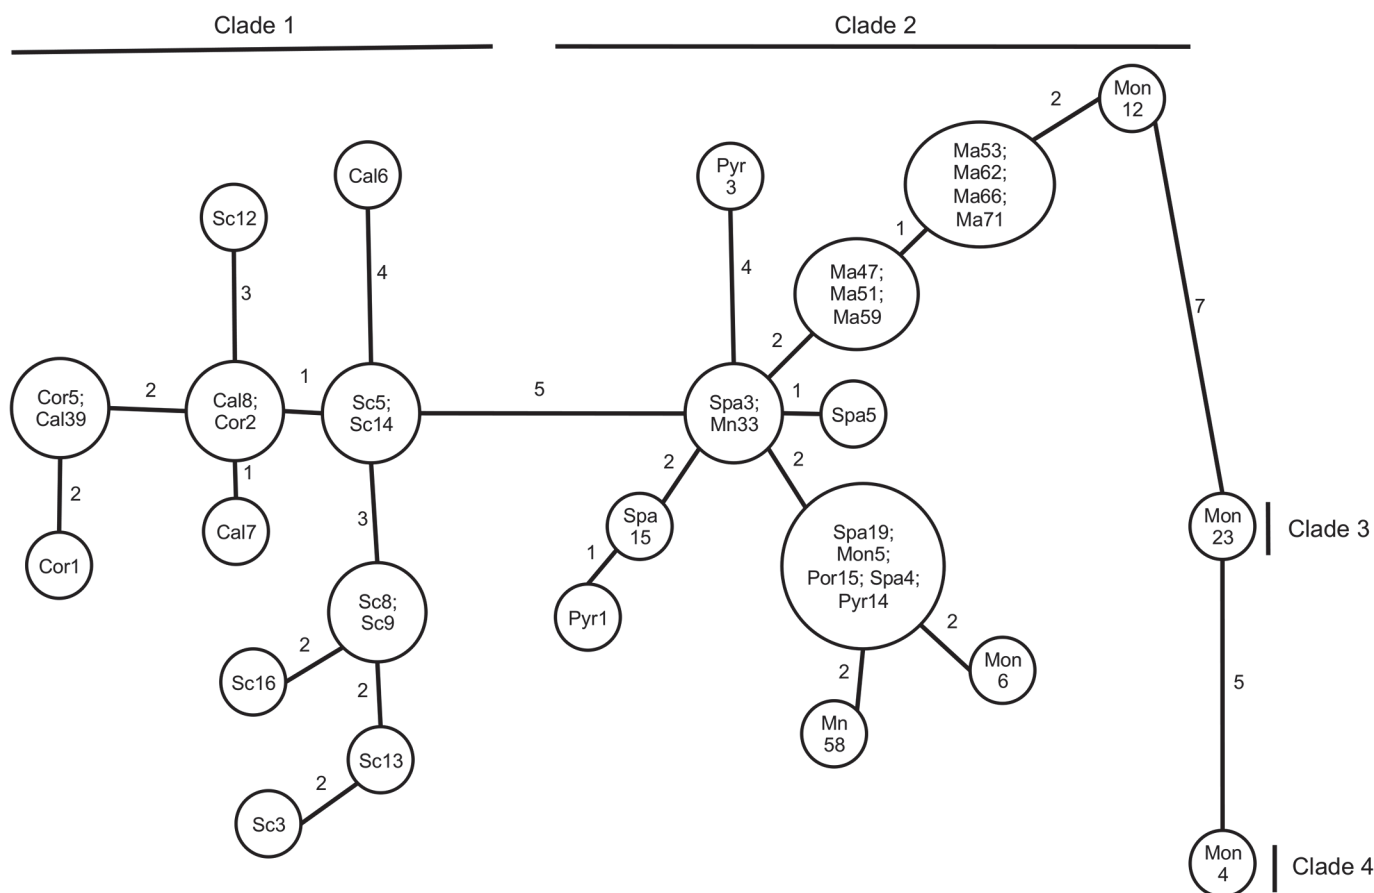 Clade 1
Clade 2
Mon
12
2
Ma53;
Ma62;
Ma66;
Ma71
1
Ma47;
Ma51;
Ma59
2
Pyr
3
4
Cal6
4
Sc12
3
Cor5;
Cal39
2
Cal8;
Cor2
1
Sc5;
Sc14
5
Spa3;
Mn33
1
Spa5
7
2
Cor1
1
Cal7
3
Sc8;
Sc9
2
Sc16
2
Sc13
2
Sc3
2
Spa
15
1
Pyr1
2
Spa19;
Mon5;
Por15; Spa4;
Pyr14
2
Mon
6
2
Mn
58
Mon
23
Clade 3
5
Mon
4
Clade 4